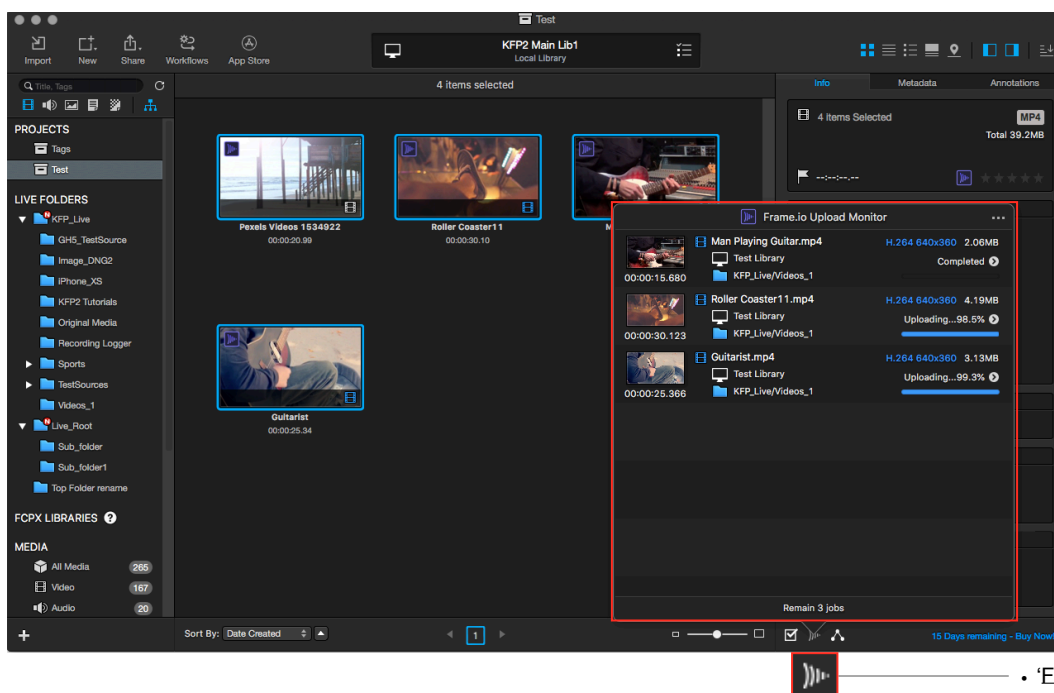 Test
Import
New
Share
Workflows
App Store
KFP2 Main Lib1
Local Library
Title, Tags
4 items selected
Info
Metadata
Annotations
PROJECTS
Tags
Test
LIVE FOLDERS
KFP_Live
GH5_TestSource
Image_DNG2
iPhone_XS
KFP2 Tutorials
Original Media
Recording Logger
Sports
TestSources
Videos_1
Live_Root
Sub_folder
Sub_folder1
Top Folder rename
FCPX LIBRARIES ?
MEDIA
All Media 265
Video 167
Audio 20
Pexels Videos 1534922
00:00:20.99
Roller Coaster11
00:00:30.10
M
Guitarist
00:00:25.34
4 Items Selected
MP4
Total 39.2MB
--:--:--.--
Frame.io Upload Monitor
Man Playing Guitar.mp4 H.264 640x360 2.06MB
Test Library Completed
00:00:15.680 KFP_Live/Videos_1
Roller Coaster11.mp4 H.264 640x360 4.19MB
Test Library Uploading...98.5%
00:00:30.123 KFP_Live/Videos_1
Guitarist.mp4 H.264 640x360 3.13MB
Test Library Uploading...99.3%
00:00:25.366 KFP_Live/Videos_1
Remain 3 jobs
Sort By: Date Created
1
15 Days remaining - Buy Now!
• ‘E